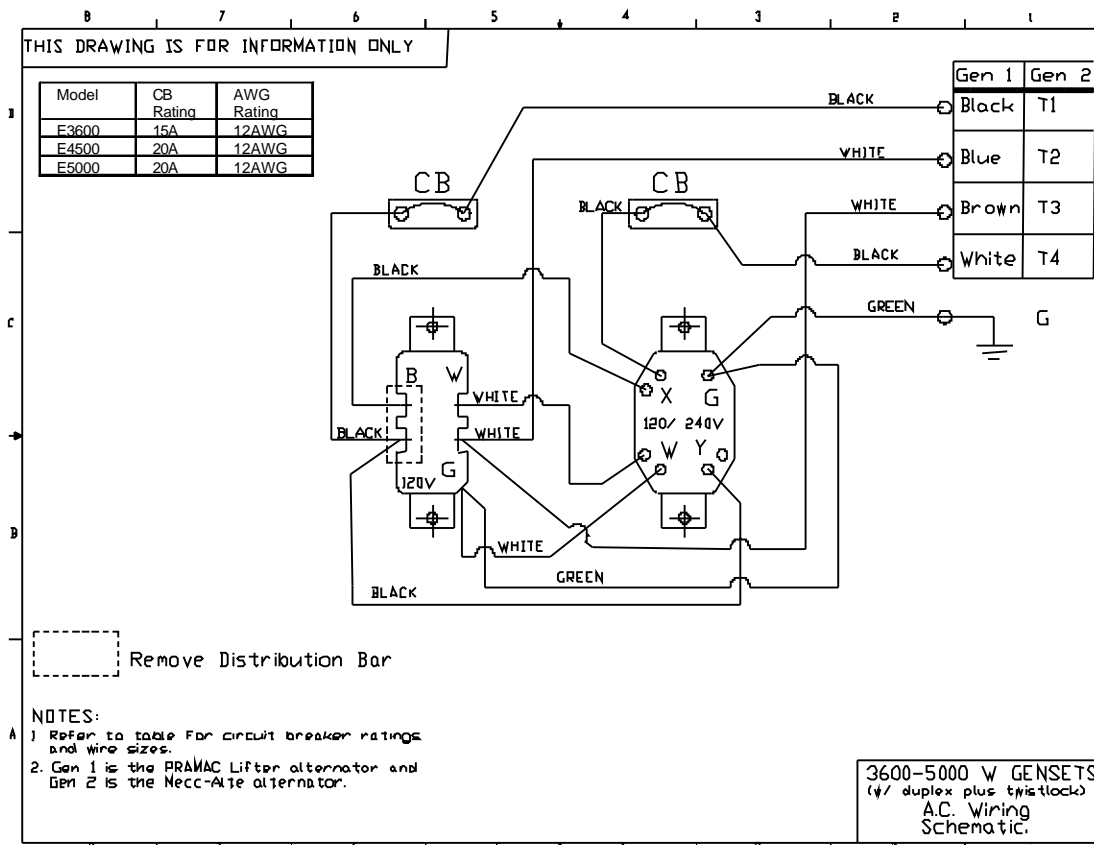 8 7 6 5 4 3 2 1
THIS DRAWING IS FOR INFORMATION ONLY
Model CB Rating AWG Rating
E3600 15A 12AWG
E4500 20A 12AWG
E5000 20A 12AWG
Gen 1 Gen 2
Black T1
Blue T2
Brown T3
White T4
G
BLACK
WHITE
CB
CB
BLACK
WHITE
BLACK
BLACK
GREEN
D
C
B
A
B W
X G
WHITE
120/ 240V
BLACK
WHITE
W Y
G
120V
WHITE
GREEN
BLACK
Remove Distribution Bar
NOTES:
1 Refer to table For circuit breaker ratings
and wire sizes.
2. Gen 1 is the PRAMAC Lifter alternator and
Gen 2 is the Mecc-Alte alternator.
3600-5000 W GENSETS
(w/ duplex plus twistlock)
A.C. Wiring
Schematic.